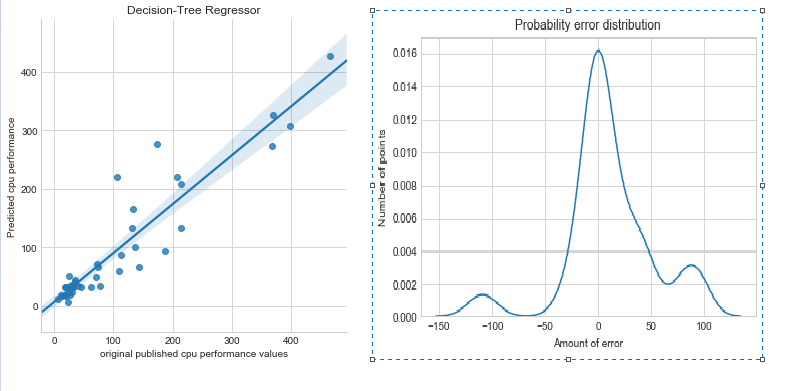 Decision-Tree Regressor
Predicted cpu performance
400
300
200
100
0
0 100 200 300 400
original published cpu performance values
Probability error distribution
Number of points
0.016
0.014
0.012
0.010
0.008
0.006
0.004
0.002
0.000
−150 −100 −50 0 50 100
Amount of error